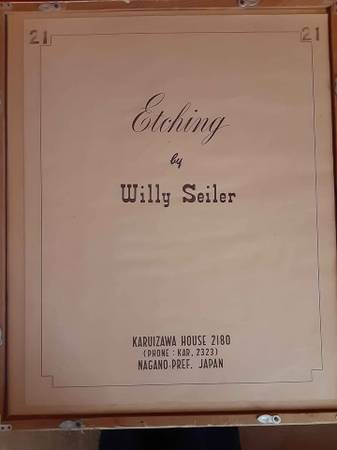 21 21
Etching
by
Willy Seiler
KARUIZAWA HOUSE 2180
(PHONE : KAR, 2323)
NAGANO-PREF. JAPAN